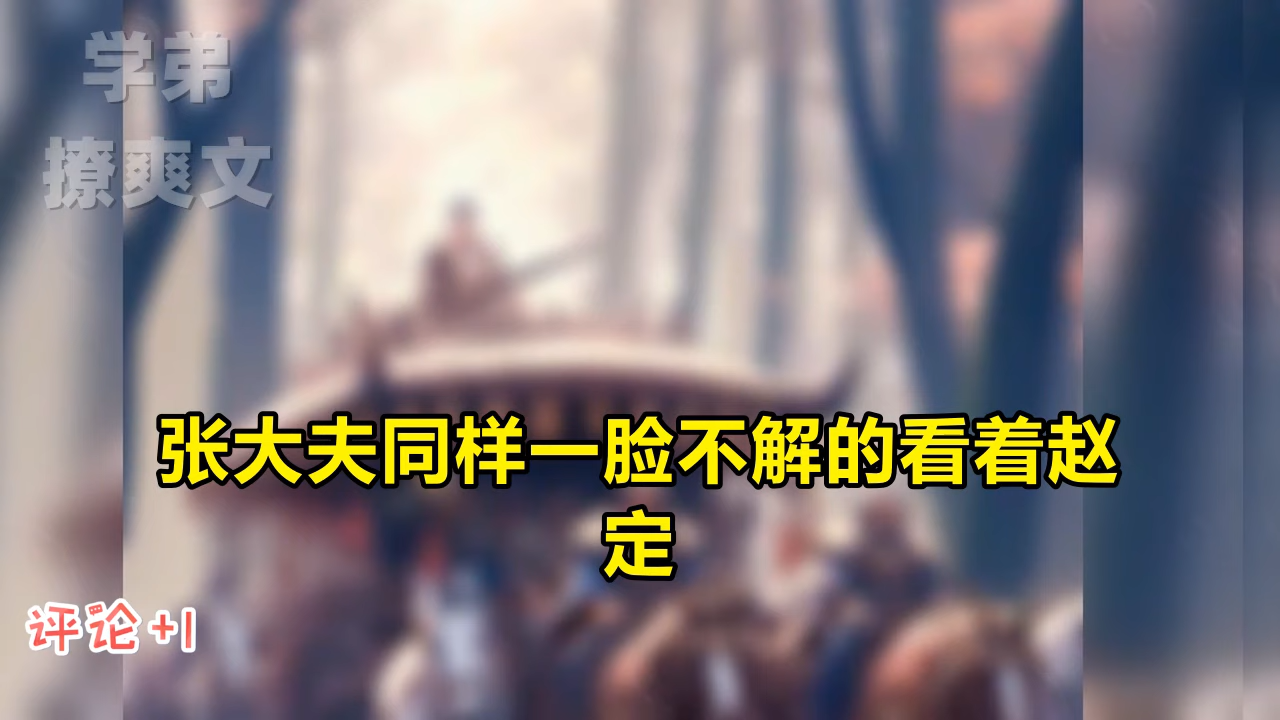 学弟
撩爽文
张大夫同样一脸不解的看着赵
定
评论+1